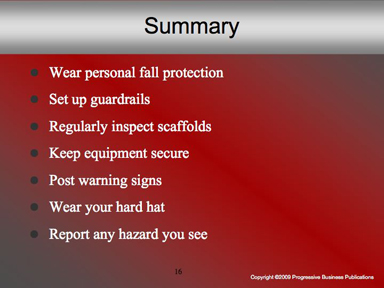 Summary
Wear personal fall protection
Set up guardrails
Regularly inspect scaffolds
Keep equipment secure
Post warning signs
Wear your hard hat
Report any hazard you see
16
Copyright ©2009 Progressive Business Publications